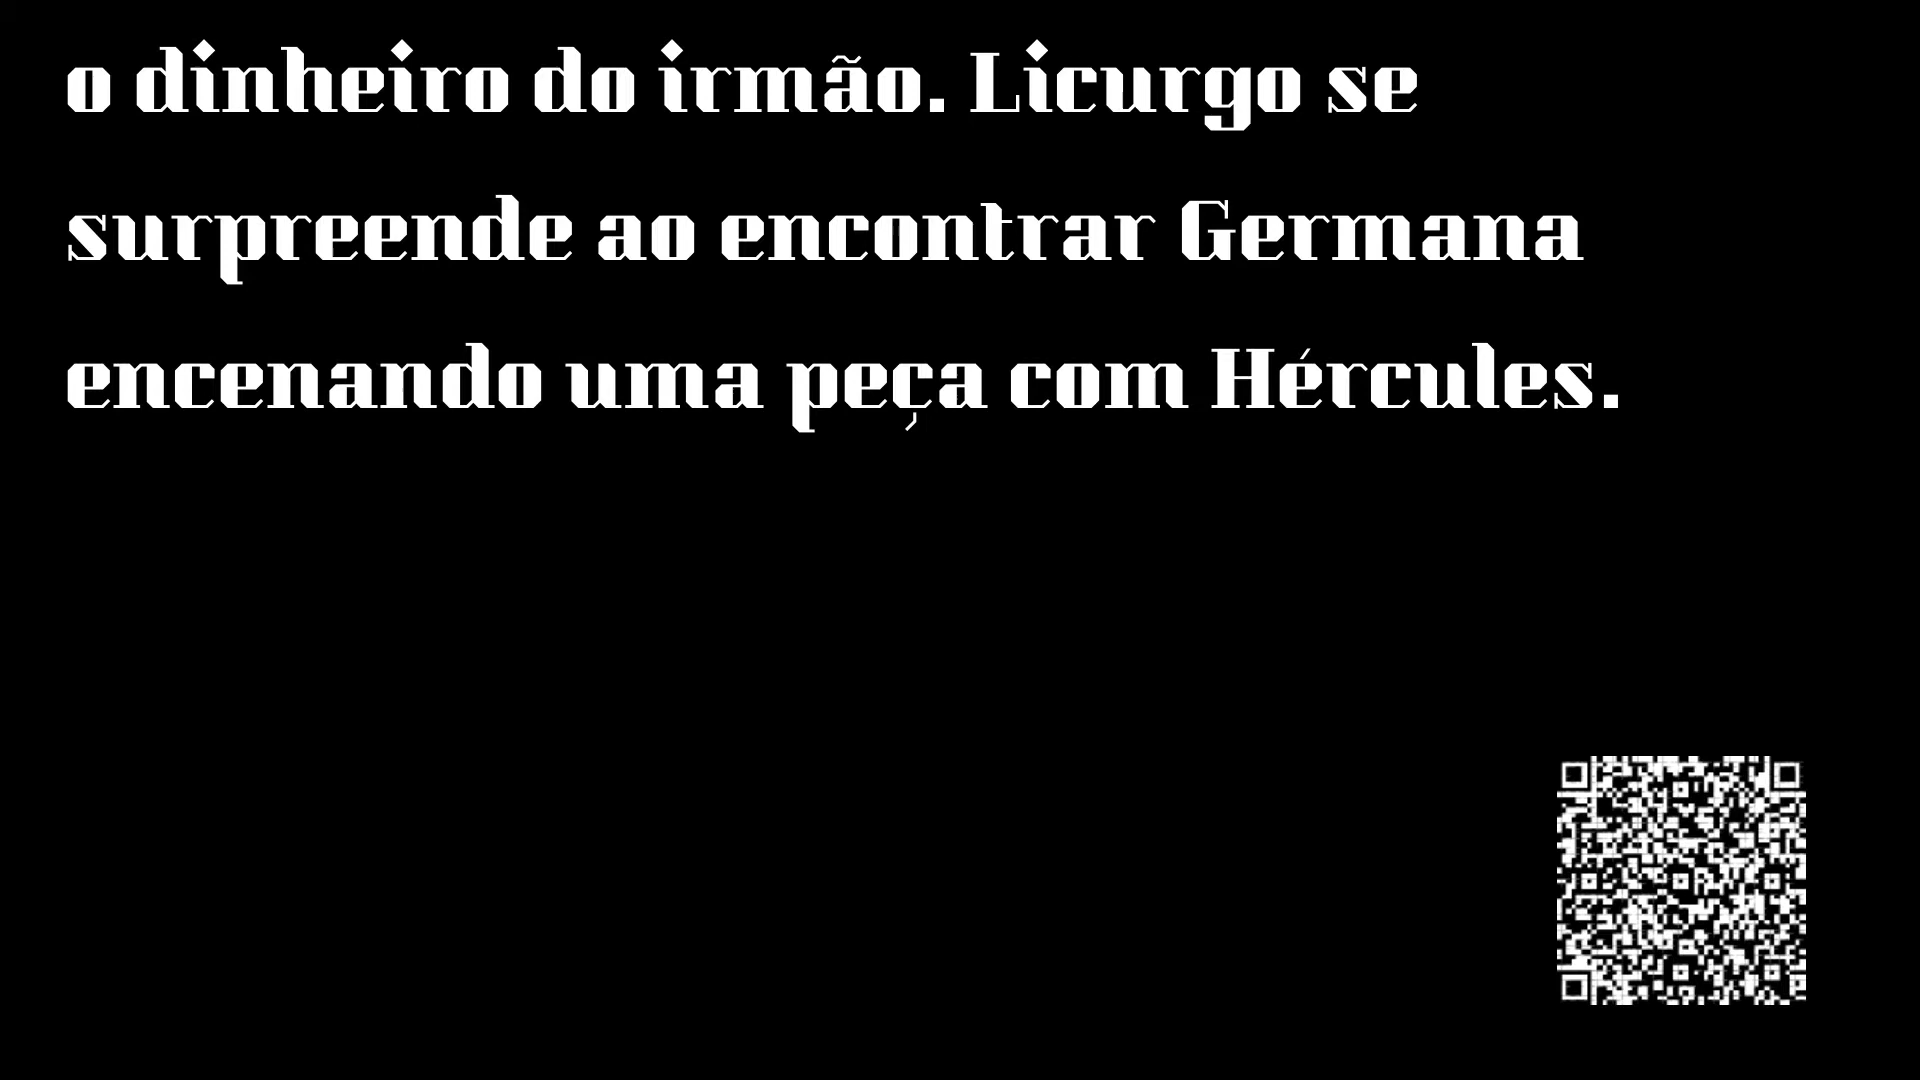 o dinheiro do irmão. Licurgo se
surpreende ao encontrar Germana
encenando uma peça com Hércules.